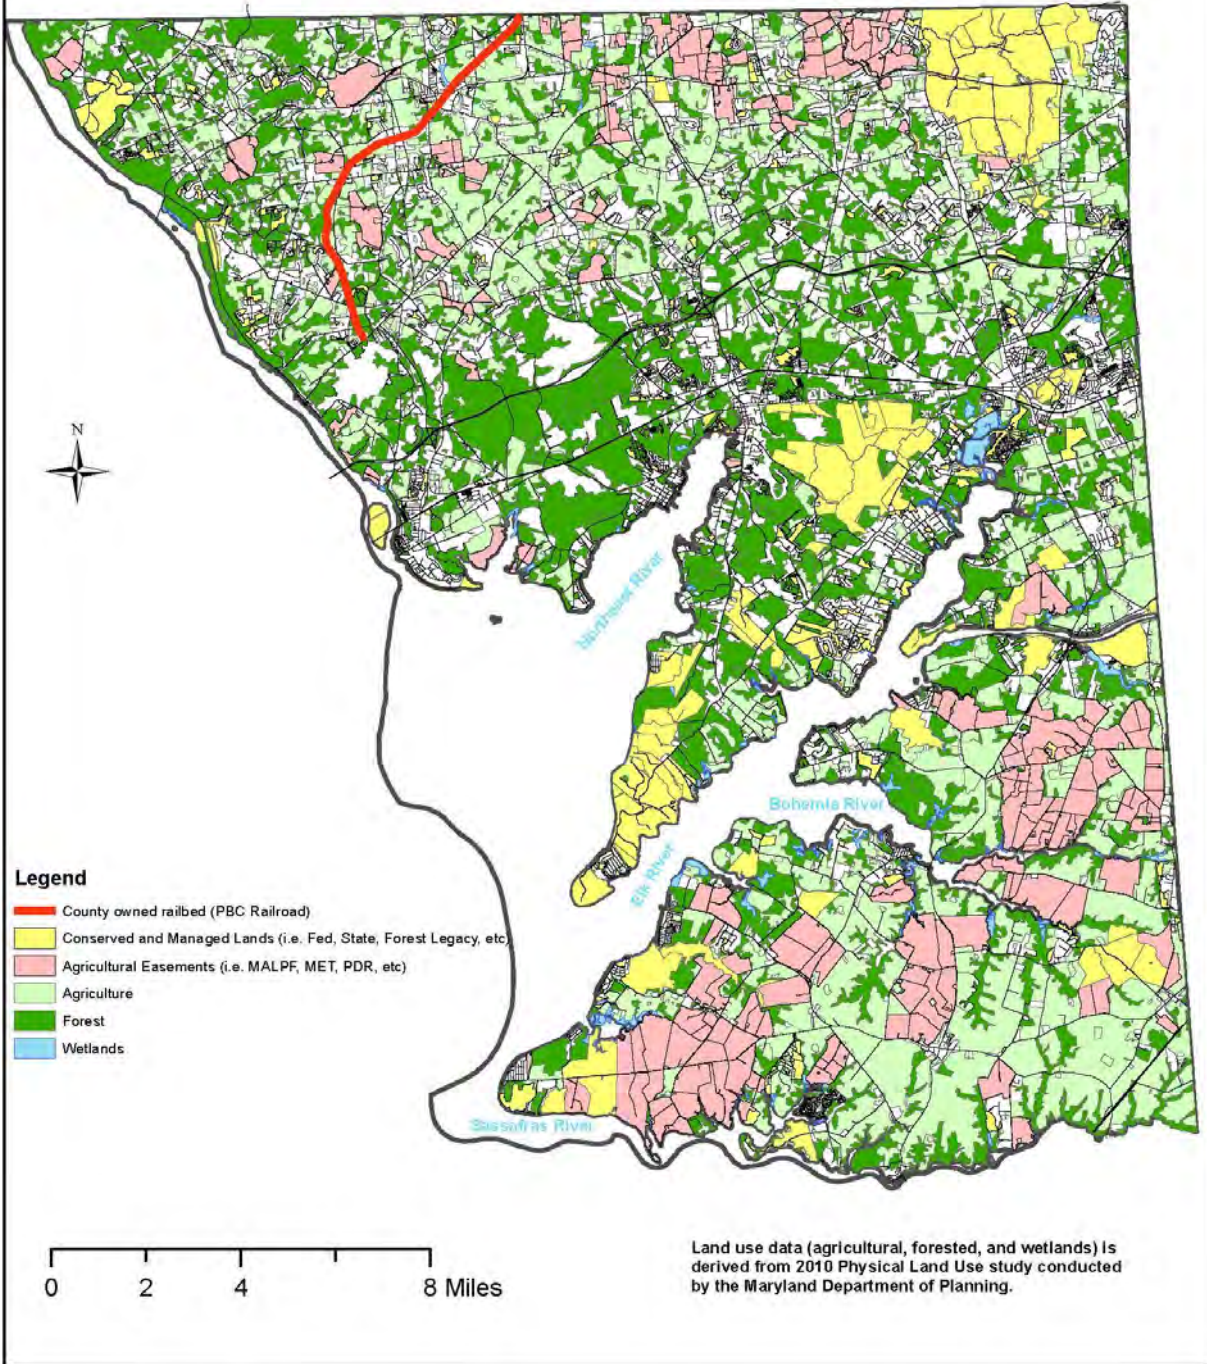 N
Northeast River
Bohemia River
Elk River
Legend
County owned railbed (PBC Railroad)
Conserved and Managed Lands (i.e. Fed, State, Forest Legacy, etc)
Agricultural Easements (i.e. MALPF, MET, PDR, etc)
Agriculture
Forest
Wetlands
Sassafras River
0 2 4 8 Miles
Land use data (agricultural, forested, and wetlands) is
derived from 2010 Physical Land Use study conducted
by the Maryland Department of Planning.